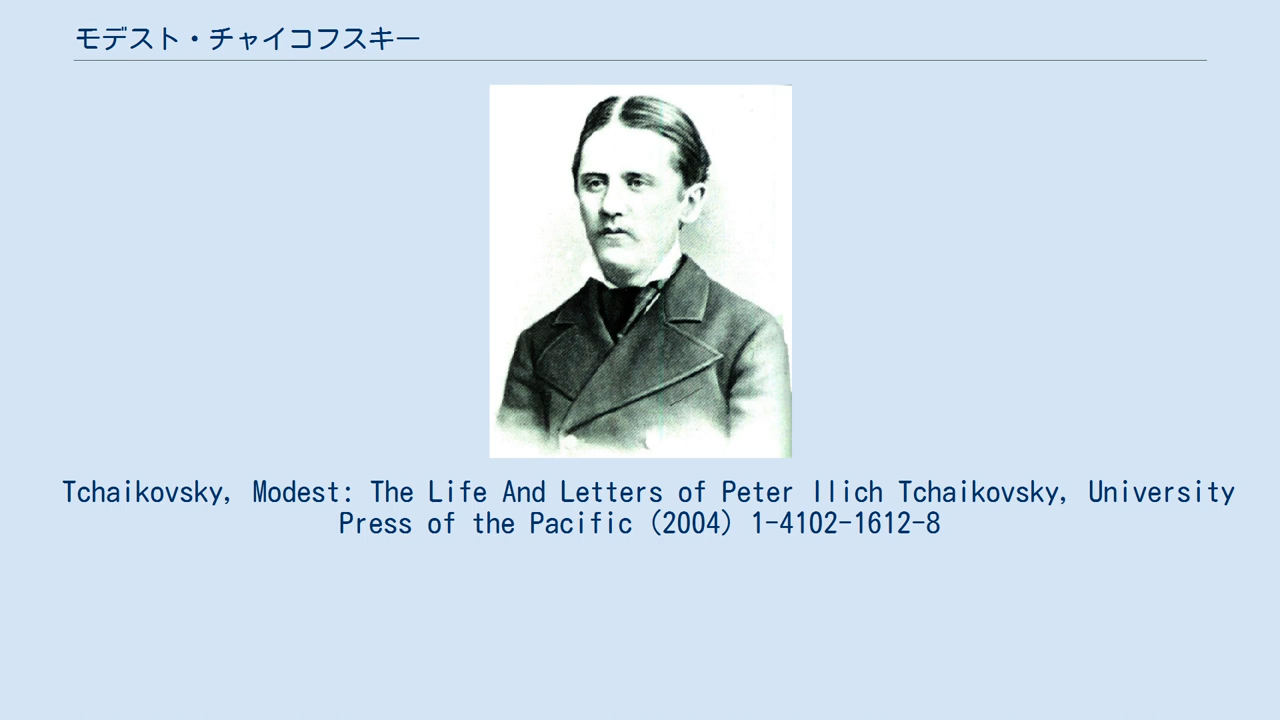 モデスト・チャイコフスキー
Tchaikovsky, Modest: The Life And Letters of Peter Ilich Tchaikovsky, University
Press of the Pacific (2004) 1-4102-1612-8